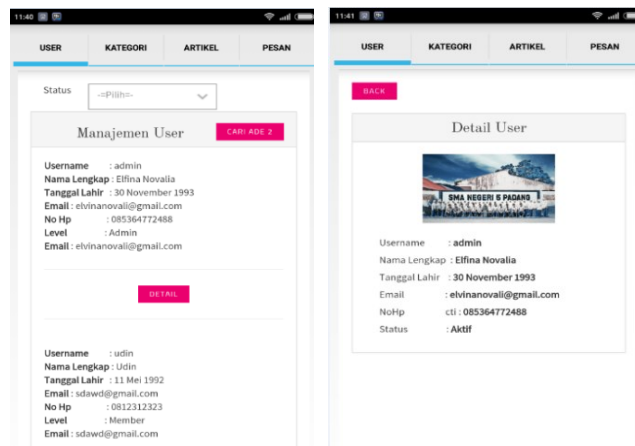 11:40
USER KATEGORI ARTIKEL PESAN
Status -=Pilih=-
Manajemen User CARI ADE 2
Username : admin
Nama Lengkap : Elfina Novalia
Tanggal Lahir : 30 November 1993
Email : elvinanovali@gmail.com
No Hp : 085364772488
Level : Admin
Email : elvinanovali@gmail.com
DETAIL
Username : udin
Nama Lengkap : Udin
Tanggal Lahir : 11 Mei 1992
Email : sdawd@gmail.com
No Hp : 0812312323
Level : Member
Email : sdawd@gmail.com
11:41
USER KATEGORI ARTIKEL PESAN
BACK
Detail User
SMA NEGERI 5 PADANG
Username : admin
Nama Lengkap : Elfina Novalia
Tanggal Lahir : 30 November 1993
Email : elvinanovali@gmail.com
NoHp cti : 085364772488
Status : Aktif